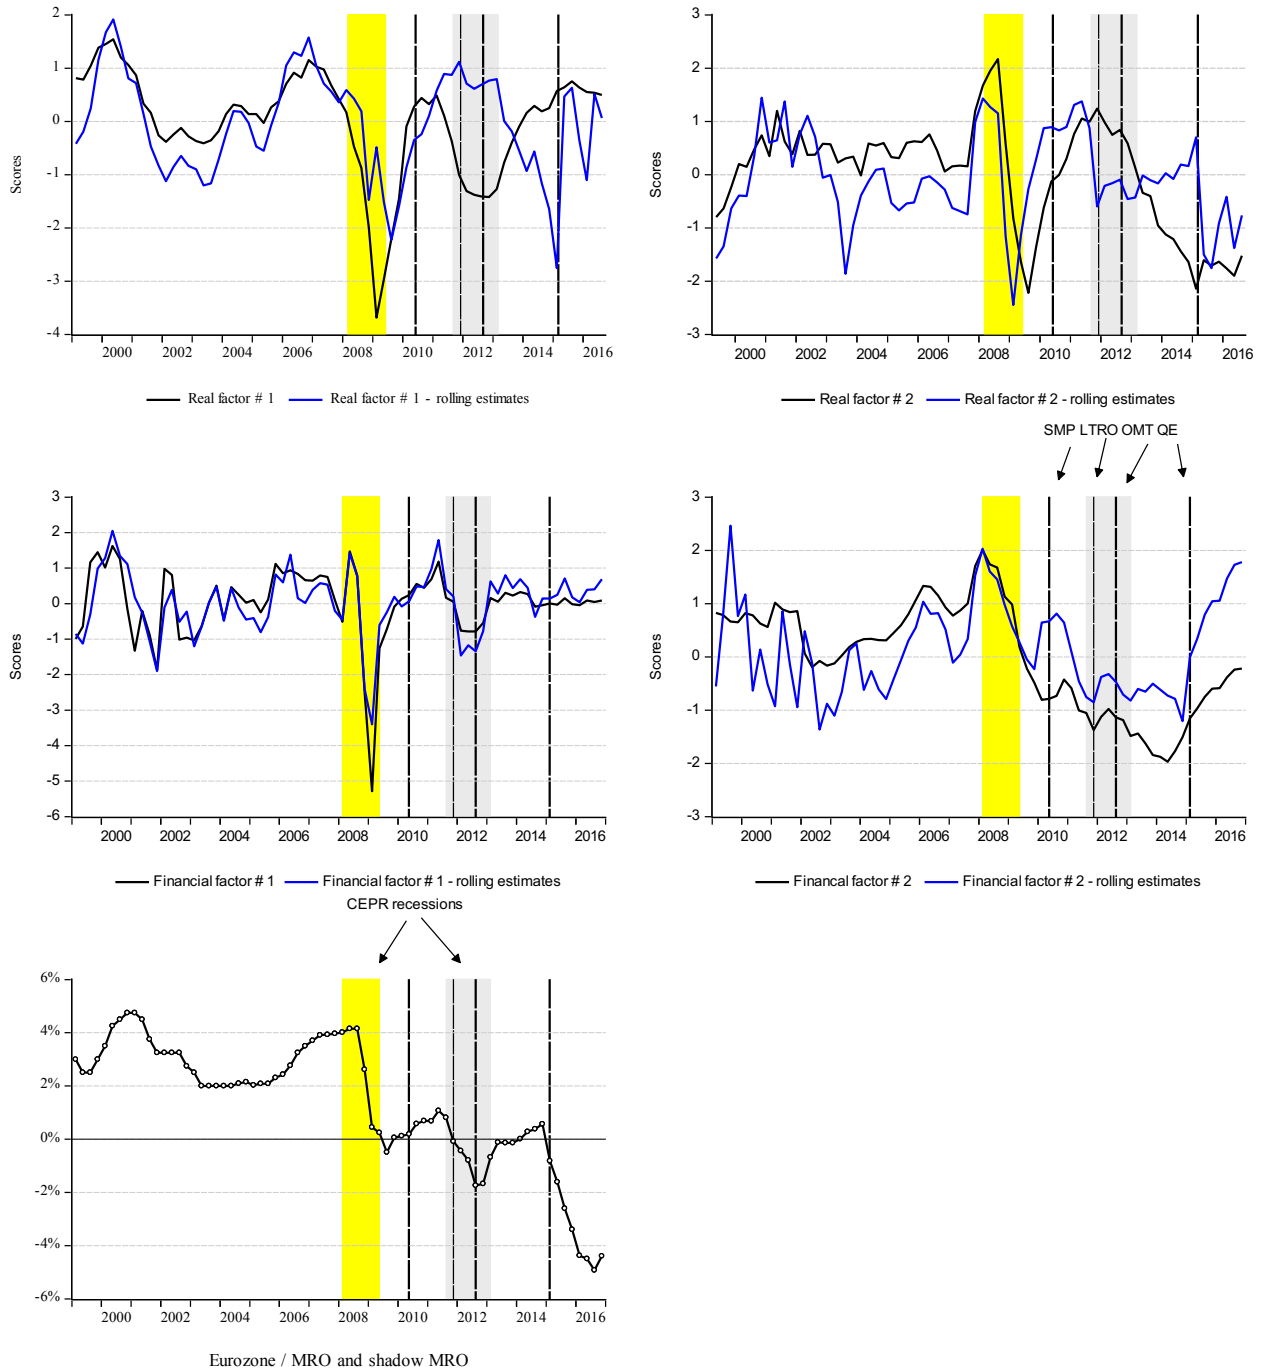 2
1
0
-1
-2
-3
-4
Scores
2000 2002 2004 2006 2008 2010 2012 2014 2016
Real factor # 1 Real factor # 1 - rolling estimates
3
2
1
0
-1
-2
-3
Scores
2000 2002 2004 2006 2008 2010 2012 2014 2016
Real factor # 2 Real factor # 2 - rolling estimates
SMP LTRO OMT QE
3
2
1
0
-1
-2
-3
-4
-5
-6
Scores
2000 2002 2004 2006 2008 2010 2012 2014 2016
Financial factor # 1 Financial factor # 1 - rolling estimates
3
2
1
0
-1
-2
-3
Scores
2000 2002 2004 2006 2008 2010 2012 2014 2016
Financal factor # 2 Financial factor # 2 - rolling estimates
CEPR recessions
6%
4%
2%
0%
-2%
-4%
-6%
2000 2002 2004 2006 2008 2010 2012 2014 2016
Eurozone / MRO and shadow MRO